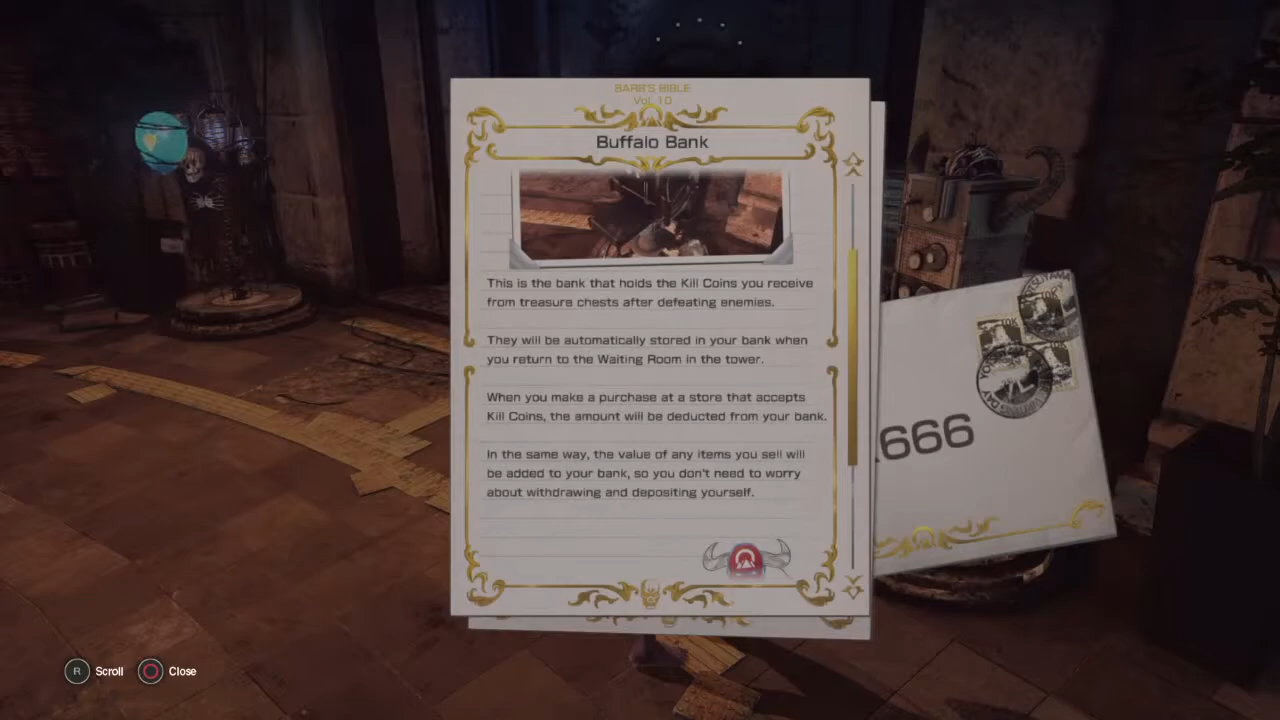 BARB'S BIBLE
Vol. 10
Buffalo Bank
This is the bank that holds the Kill Coins you receive
from treasure chests after defeating enemies.
They will be automatically stored in your bank when
you return to the Waiting Room in the tower.
When you make a purchase at a store that accepts
Kill Coins, the amount will be deducted from your bank.
In the same way, the value of any items you sell will
be added to your bank, so you don't need to worry
about withdrawing and depositing yourself.
666
R Scroll Close